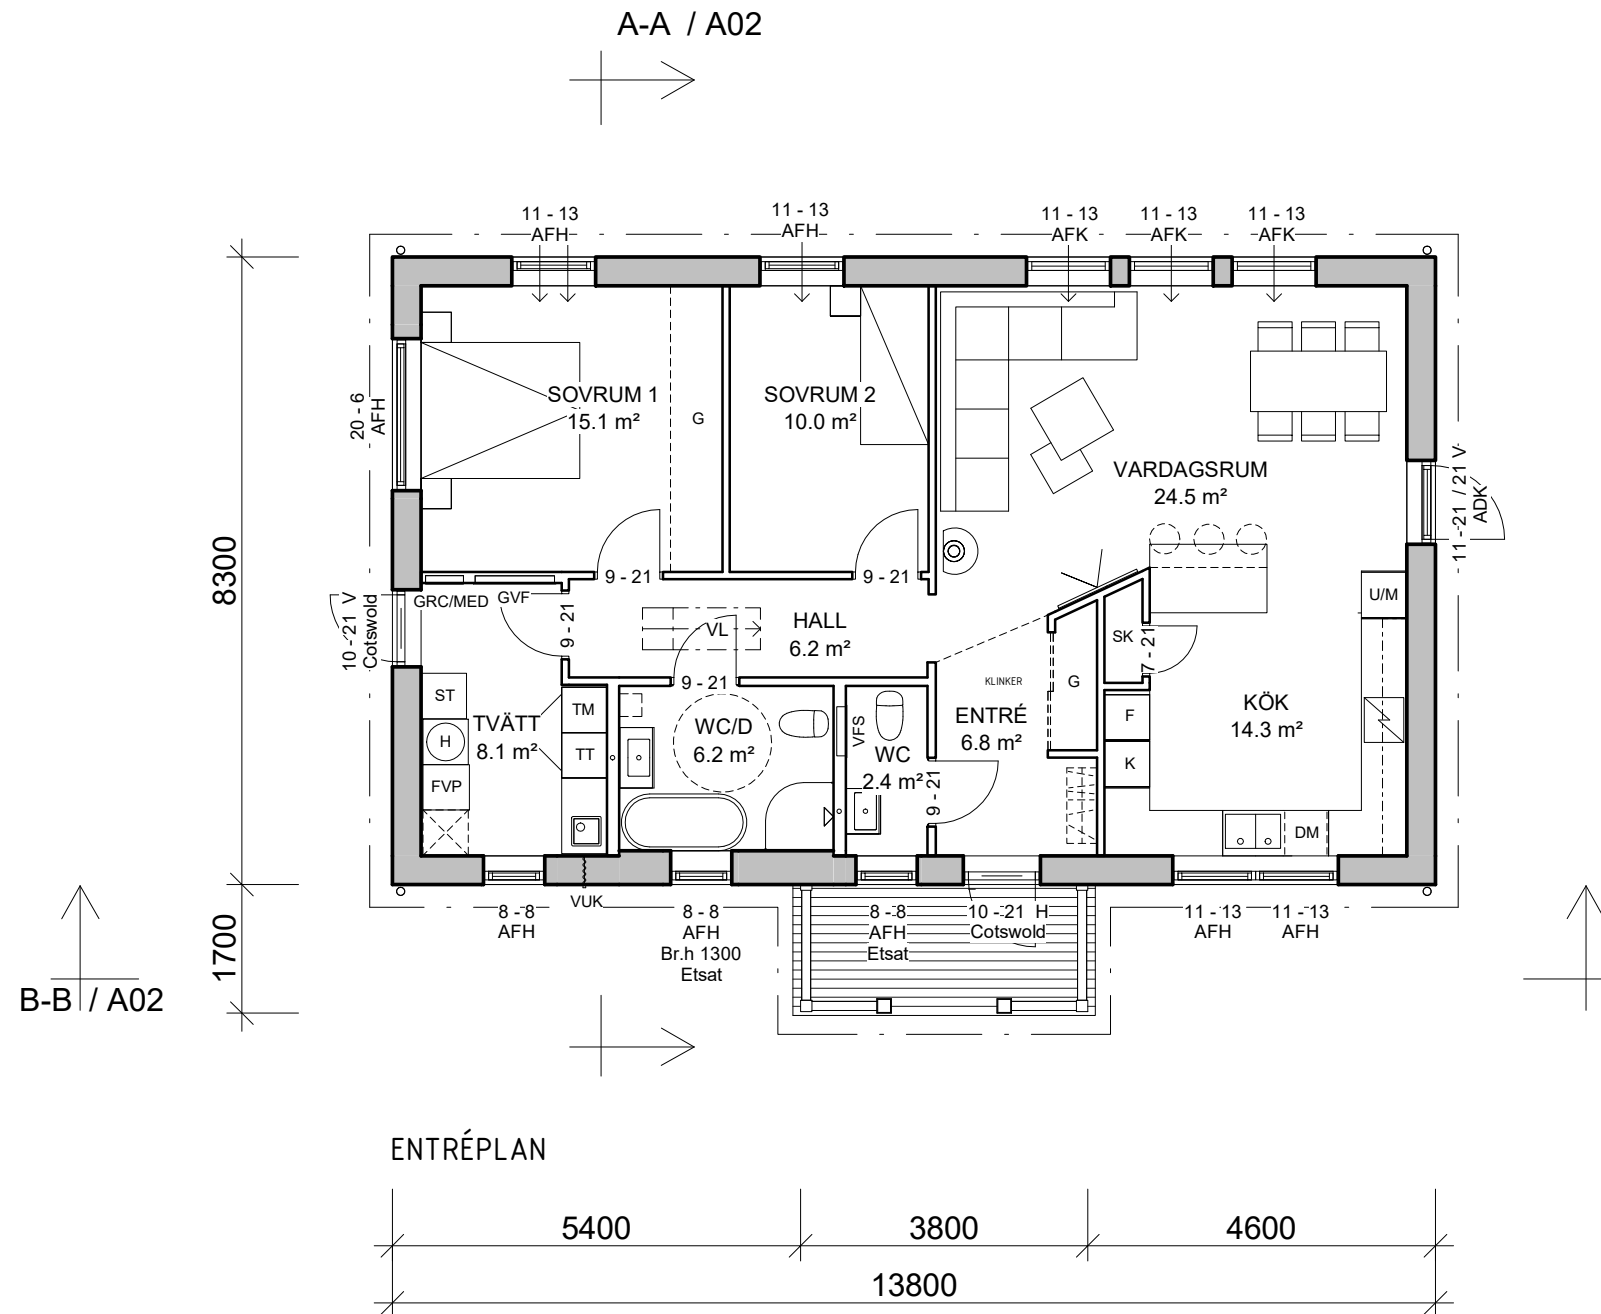 A-A / A02
11 - 13
AFH
11 - 13
AFH
11 - 13
AFK
11 - 13
AFK
11 - 13
AFK
20 - 6
AFH
SOVRUM 1
15.1 m²
G
SOVRUM 2
10.0 m²
VARDAGSRUM
24.5 m²
11 - 21 / 21 V
ADK
8300
9 - 21
9 - 21
GRC/MED
GVF
10 - 21 V
Cotswold
9 - 21
VL
HALL
6.2 m²
U/M
SK
7 - 21
9 - 21
KLINKER
G
ST
TM
TVÄTT
8.1 m²
H
TT
FVP
WC/D
6.2 m²
VFS
WC
2.4 m²
ENTRÉ
6.8 m²
9 - 21
F
K
KÖK
14.3 m²
DM
VUK
8 - 8
AFH
8 - 8
AFH
Br.h 1300
Etsat
8 - 8
AFH
Etsat
10 - 21 H
Cotswold
11 - 13
AFH
11 - 13
AFH
1700
B-B / A02
ENTRÉPLAN
5400
3800
4600
13800